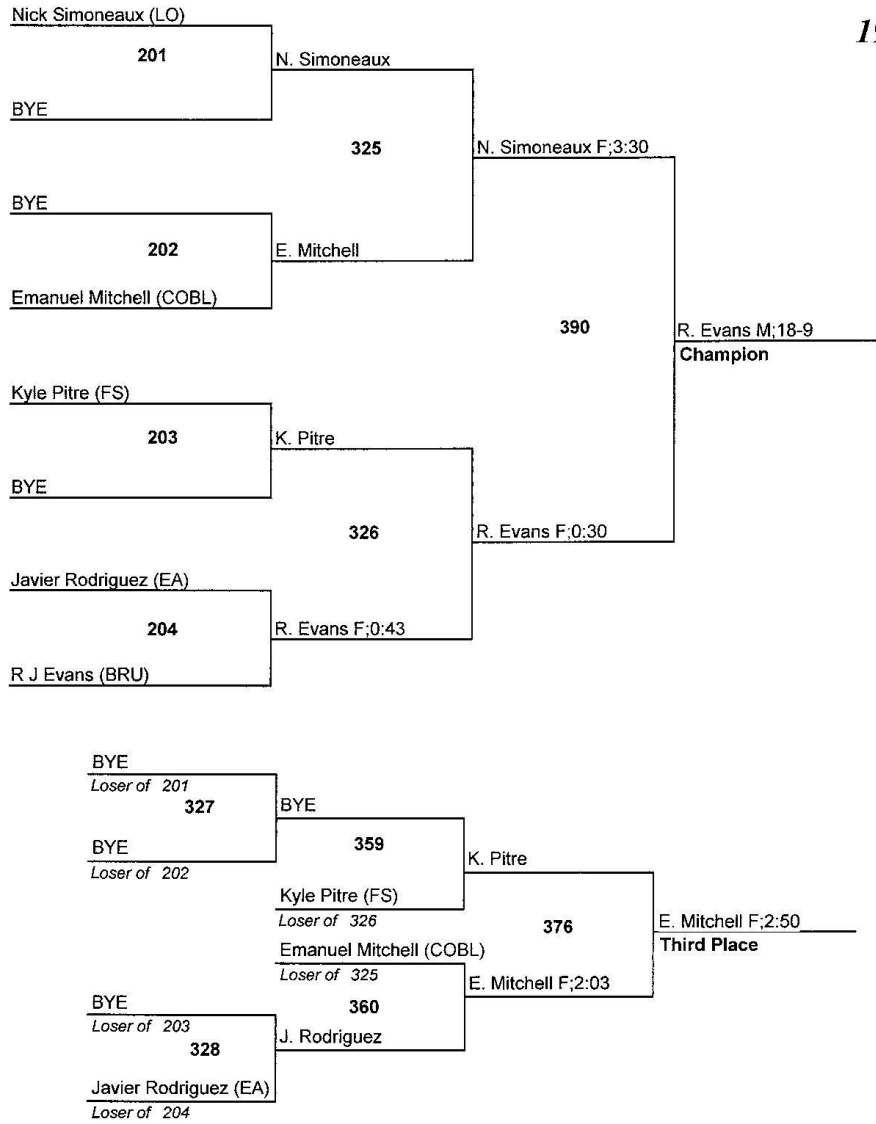 Nick Simoneaux (LO)
201
N. Simoneaux
BYE
325
N. Simoneaux F;3:30
BYE
202
E. Mitchell
Emanuel Mitchell (COBL)
390
R. Evans M;18-9
Champion
Kyle Pitre (FS)
203
K. Pitre
BYE
326
R. Evans F;0:30
Javier Rodriguez (EA)
204
R. Evans F;0:43
R J Evans (BRU)
BYE
Loser of 201
327
BYE
BYE
Loser of 202
359
K. Pitre
Kyle Pitre (FS)
Loser of 326
376
E. Mitchell F;2:50
Third Place
Emanuel Mitchell (COBL)
Loser of 325
360
E. Mitchell F;2:03
BYE
Loser of 203
328
J. Rodriguez
Javier Rodriguez (EA)
Loser of 204